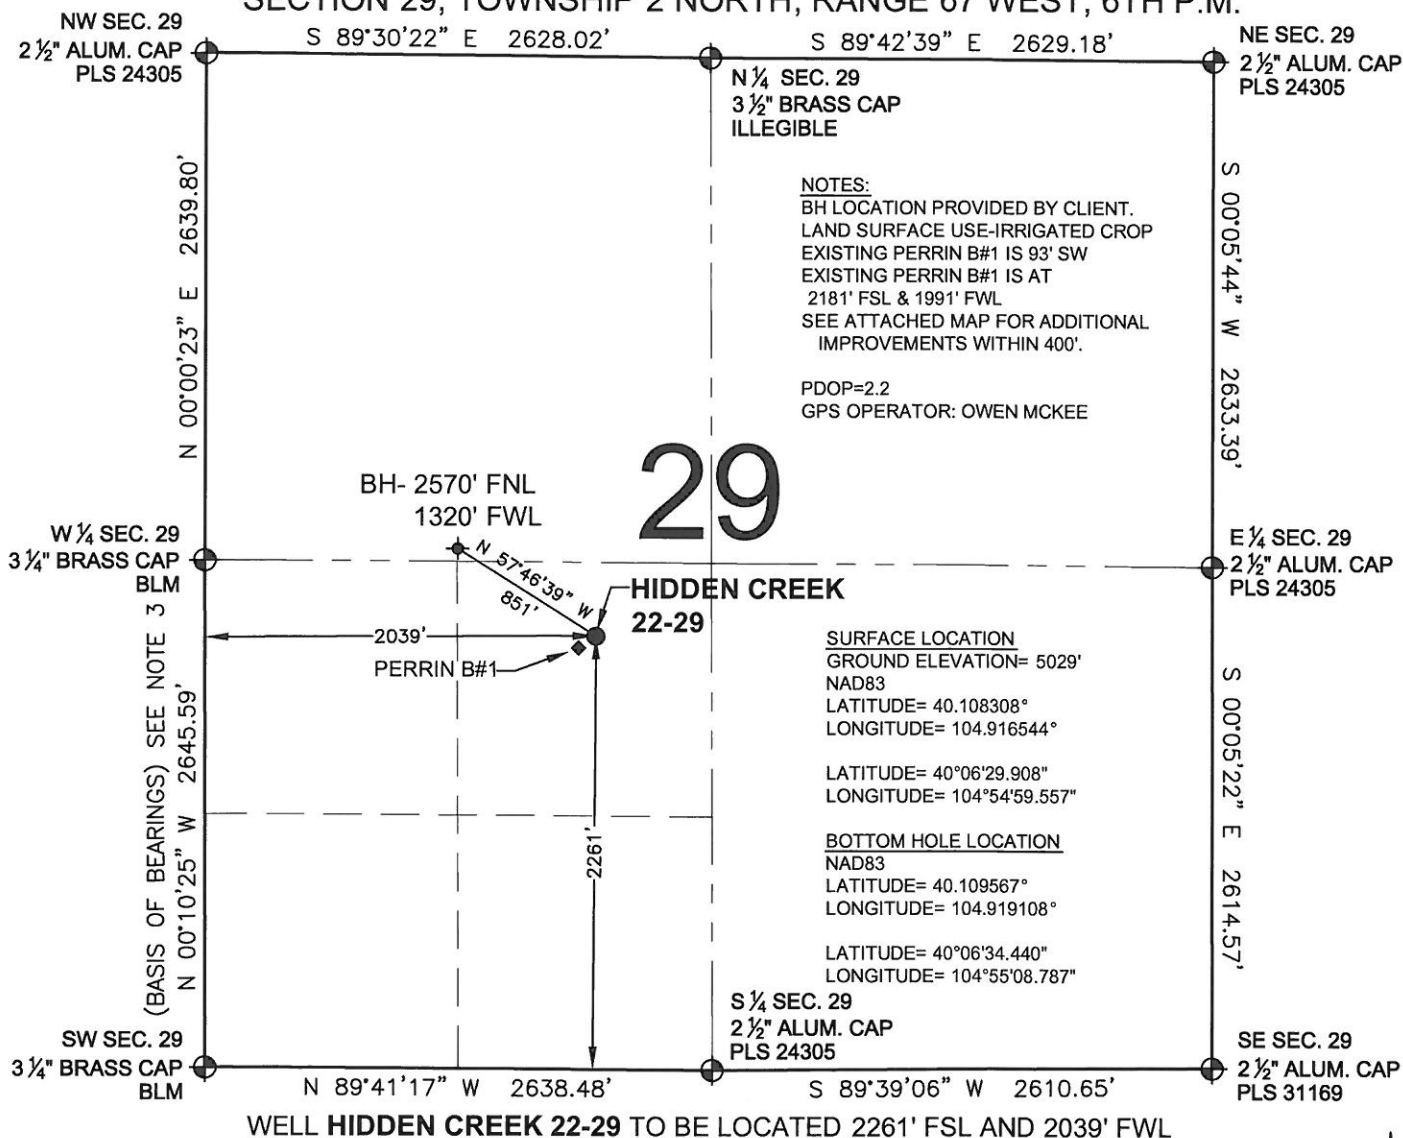 SECTION 29, TOWNSHIP 2 NORTH, RANGE 67 WEST, 6TH P.M.
NW SEC. 29
2 ½" ALUM. CAP
PLS 24305
S 89°30'22" E 2628.02'
S 89°42'39" E 2629.18'
NE SEC. 29
2 ½" ALUM. CAP
PLS 24305
N ¼ SEC. 29
3 ½" BRASS CAP
ILLEGIBLE
N 00°00'23" E 2639.80'
S 00°05'44" W 2633.39'
NOTES:
BH LOCATION PROVIDED BY CLIENT.
LAND SURFACE USE-IRRIGATED CROP
EXISTING PERRIN B#1 IS 93' SW
EXISTING PERRIN B#1 IS AT
2181' FSL & 1991' FWL
SEE ATTACHED MAP FOR ADDITIONAL
IMPROVEMENTS WITHIN 400'.
PDOP=2.2
GPS OPERATOR: OWEN MCKEE
29
BH- 2570' FNL
1320' FWL
W ¼ SEC. 29
3 ¼" BRASS CAP
BLM
N 57°46'39" W
851'
HIDDEN CREEK
22-29
E ¼ SEC. 29
2 ½" ALUM. CAP
PLS 24305
2039'
PERRIN B#1
2261'
(BASIS OF BEARINGS) SEE NOTE 3
N 00°10'25" W 2645.59'
SURFACE LOCATION
GROUND ELEVATION= 5029'
NAD83
LATITUDE= 40.108308°
LONGITUDE= 104.916544°
LATITUDE= 40°06'29.908"
LONGITUDE= 104°54'59.557"
BOTTOM HOLE LOCATION
NAD83
LATITUDE= 40.109567°
LONGITUDE= 104.919108°
LATITUDE= 40°06'34.440"
LONGITUDE= 104°55'08.787"
S 00°05'22" E 2614.57'
S ¼ SEC. 29
2 ½" ALUM. CAP
PLS 24305
SW SEC. 29
3 ¼" BRASS CAP
BLM
N 89°41'17" W 2638.48'
S 89°39'06" W 2610.65'
SE SEC. 29
2 ½" ALUM. CAP
PLS 31169
WELL HIDDEN CREEK 22-29 TO BE LOCATED 2261' FSL AND 2039' FWL